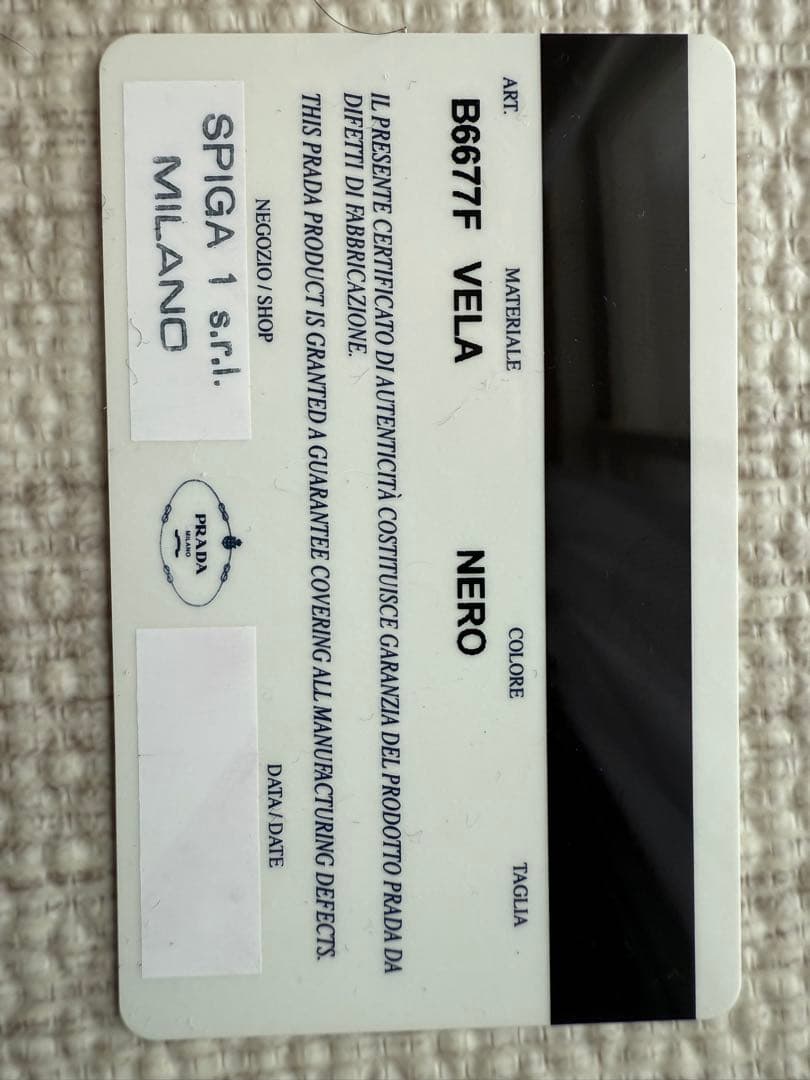 ART. MATERIALE COLORE TAGLIA
B6677F VELA NERO
IL PRESENTE CERTIFICATO DI AUTENTICITÀ COSTITUISCE GARANZIA DEL PRODOTTO PRADA DA
DIFETTI DI FABBRICAZIONE.
THIS PRADA PRODUCT IS GRANTED A GUARANTEE COVERING ALL MANUFACTURING DEFECTS.
NEGOZIO / SHOP
DATA / DATE
SPIGA 1 s.r.l.
MILANO
PRADA
MILANO